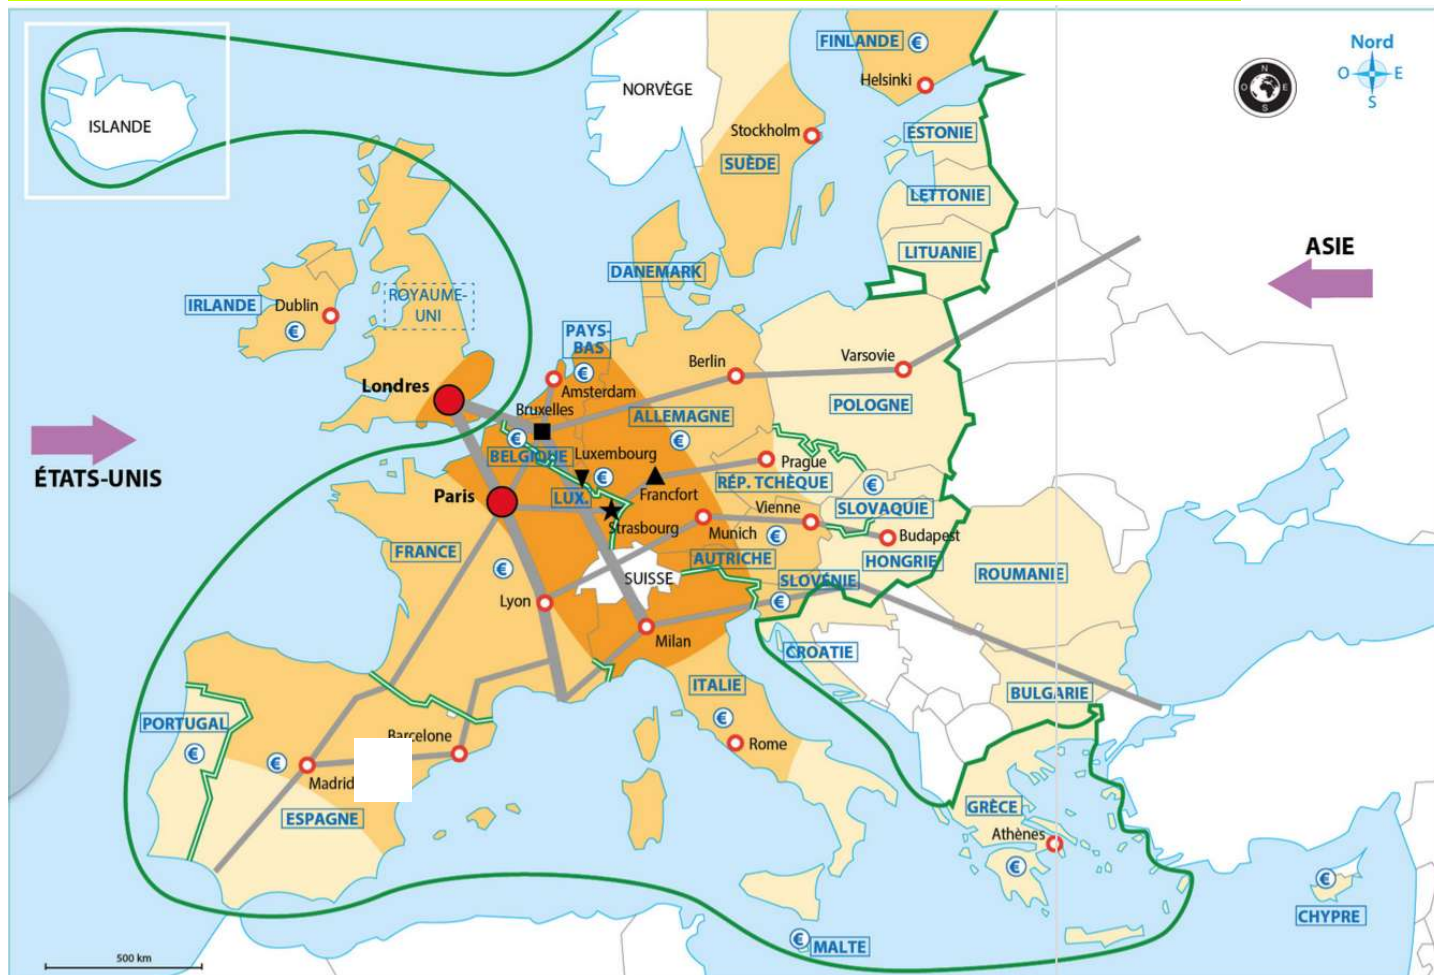 FINLANDE €
Nord
Helsinki
O E
S
N
O E
S
NORVÈGE
ISLANDE
Stockholm
ESTONIE
SUÈDE
LETTONIE
LITUANIE
ASIE
DANEMARK
IRLANDE
Dublin
€
ROYAUME-
UNI
PAYS-
BAS
€
Berlin
Varsovie
Londres
Amsterdam
Bruxelles
ALLEMAGNE
POLOGNE
€
€
BELGIQUE
Luxembourg
€
Prague
ÉTATS-UNIS
RÉP. TCHÈQUE
€
Paris
LUX.
Francfort
SLOVAQUIE
Strasbourg
Munich
Vienne
Budapest
€
FRANCE
€
AUTRICHE
HONGRIE
SUISSE
SLOVÉNIE
€
ROUMANIE
Lyon
Milan
CROATIE
ITALIE
€
BULGARIE
PORTUGAL
€
Barcelone
Rome
€
Madrid
ESPAGNE
GRÈCE
Athènes
€
€
CHYPRE
€
MALTE
500 km